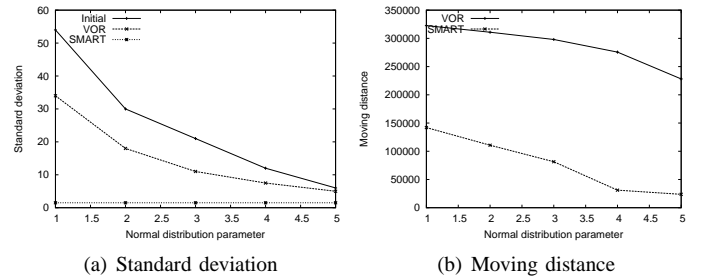 60
50
40
30
20
10
0
Standard deviation
Initial
VOR
SMART
1 1.5 2 2.5 3 3.5 4 4.5 5
Normal distribution parameter
(a) Standard deviation
350000
300000
250000
200000
150000
100000
50000
0
Moving distance
VOR
SMART
1 1.5 2 2.5 3 3.5 4 4.5 5
Normal distribution parameter
(b) Moving distance